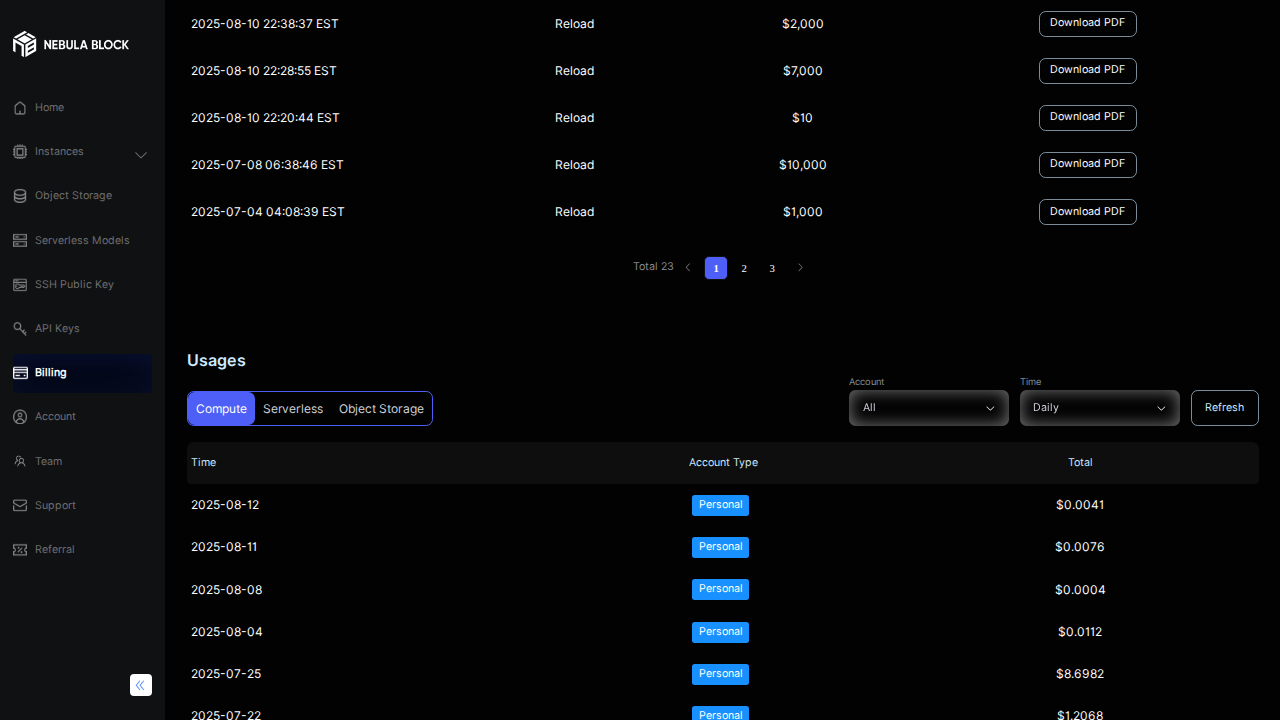 NEBULA BLOCK
Home
Instances
Object Storage
Serverless Models
SSH Public Key
API Keys
Billing
Account
Team
Support
Referral
2025-08-10 22:38:37 EST Reload $2,000 Download PDF
2025-08-10 22:28:55 EST Reload $7,000 Download PDF
2025-08-10 22:20:44 EST Reload $10 Download PDF
2025-07-08 06:38:46 EST Reload $10,000 Download PDF
2025-07-04 04:08:39 EST Reload $1,000 Download PDF
Total 23 1 2 3
Usages
Account Time
Compute Serverless Object Storage All Daily Refresh
Time Account Type Total
2025-08-12 Personal $0.0041
2025-08-11 Personal $0.0076
2025-08-08 Personal $0.0004
2025-08-04 Personal $0.0112
2025-07-25 Personal $8.6982
2025-07-22 Personal $1.2068